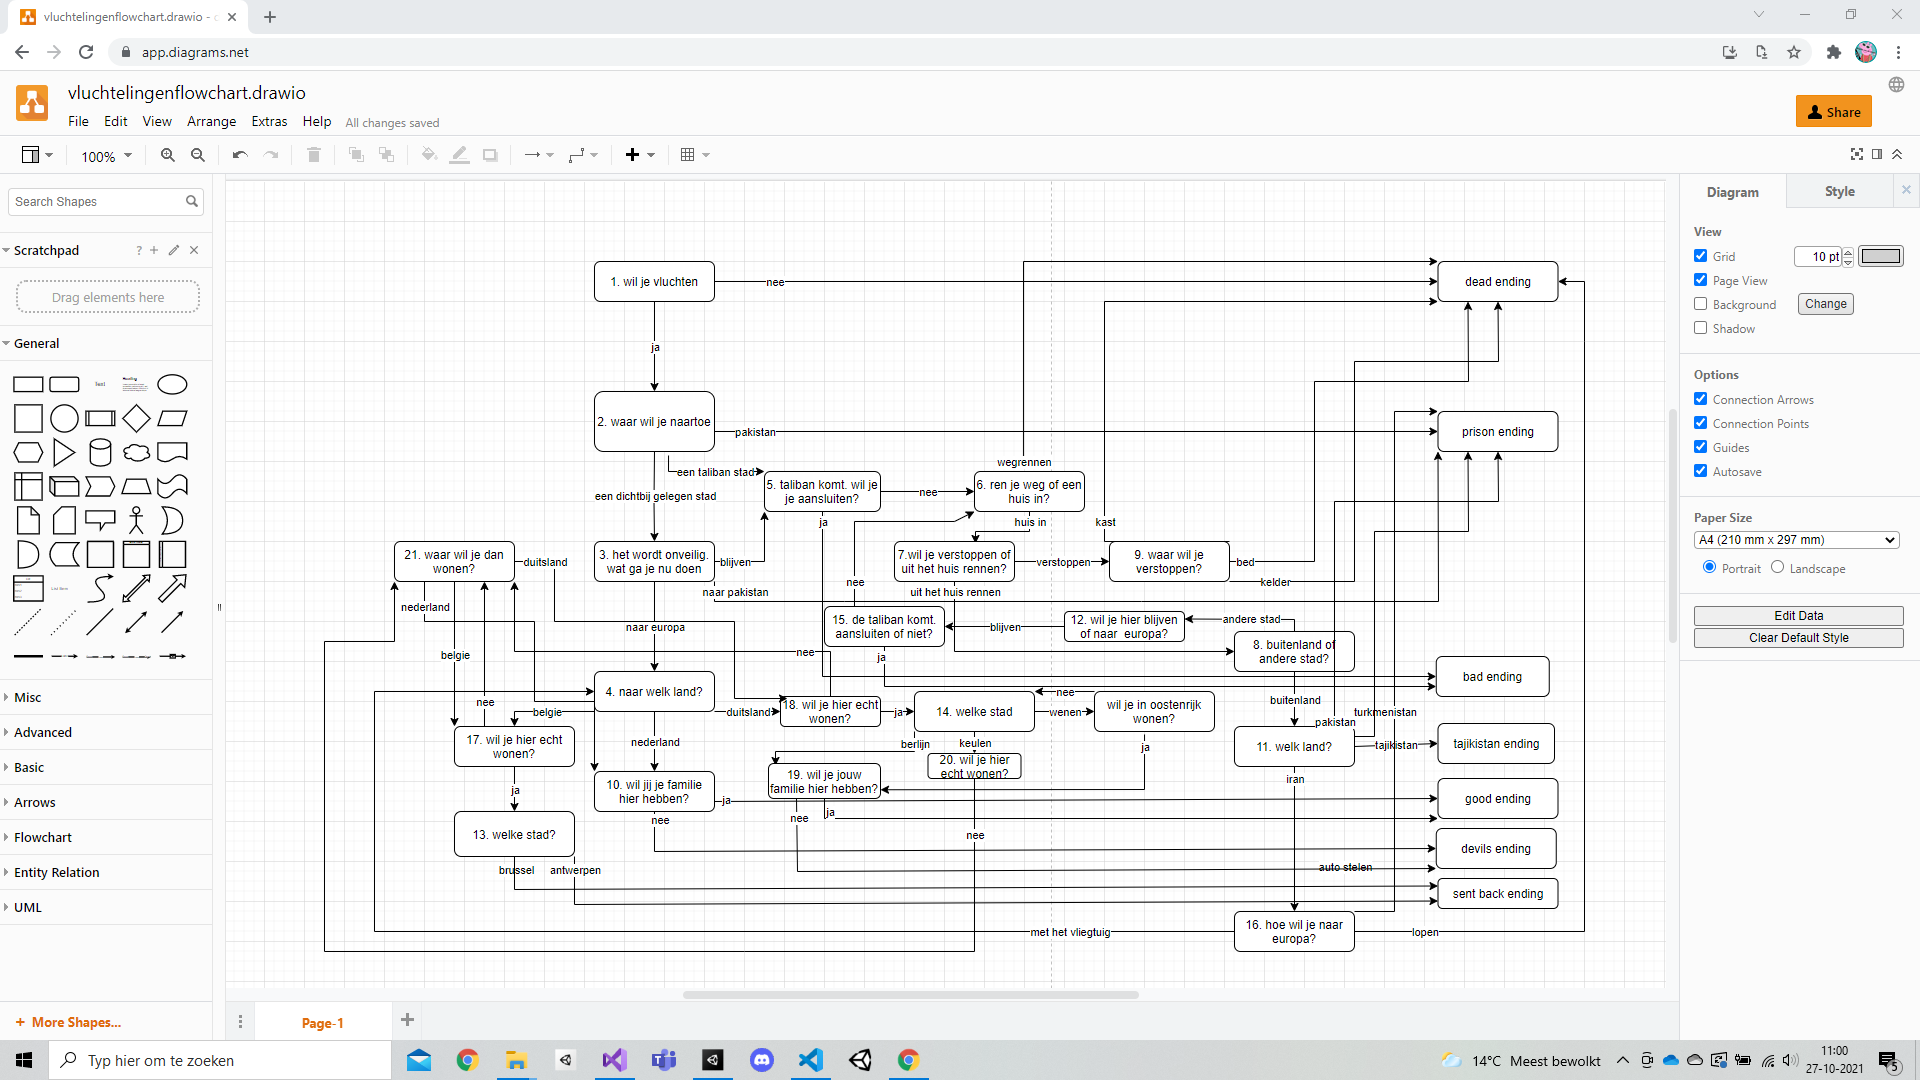 vluchtelingenflowchart.drawio -
app.diagrams.net
vluchtelingenflowchart.drawio
File Edit View Arrange Extras Help All changes saved
Share
100%
Search Shapes
Scratchpad
Drag elements here
General
Misc
Advanced
Basic
Arrows
Flowchart
Entity Relation
UML
+ More Shapes...
1. wil je vluchten
nee
dead ending
ja
2. waar wil je naartoe
pakistan
prison ending
een taliban stad
een dichtbij gelegen stad
5. taliban komt. wil je
je aansluiten?
nee
wegrennen
6. ren je weg of een
huis in?
ja
huis in
kast
21. waar wil je dan
wonen?
duitsland
3. het wordt onveilig.
wat ga je nu doen
blijven
7.wil je verstoppen of
uit het huis rennen?
verstoppen
9. waar wil je
verstoppen?
bed
kelder
nee
naar pakistan
uit het huis rennen
nederland
naar europa
15. de taliban komt.
aansluiten of niet?
blijven
12. wil je hier blijven
of naar europa?
andere stad
8. buitenland of
andere stad?
belgie
nee
ja
bad ending
4. naar welk land?
nee
belgie
duitsland
18. wil je hier echt
wonen?
ja
14. welke stad
nee
wenen
wil je in oostenrijk
wonen?
buitenland
turkmenistan
pakistan
17. wil je hier echt
wonen?
nederland
berlijn
keulen
ja
11. welk land?
tajikistan
tajikistan ending
20. wil je hier
echt wonen?
iran
19. wil je jouw
familie hier hebben?
ja
10. wil jij je familie
hier hebben?
ja
good ending
nee
nee
ja
13. welke stad?
nee
devils ending
brussel
antwerpen
auto stelen
sent back ending
met het vliegtuig
16. hoe wil je naar
europa?
lopen
Diagram
Style
View
Grid
10 pt
Page View
Background
Change
Shadow
Options
Connection Arrows
Connection Points
Guides
Autosave
Paper Size
A4 (210 mm x 297 mm)
Portrait
Landscape
Edit Data
Clear Default Style
Page-1
Typ hier om te zoeken
14°C Meest bewolkt
11:00
27-10-2021
5